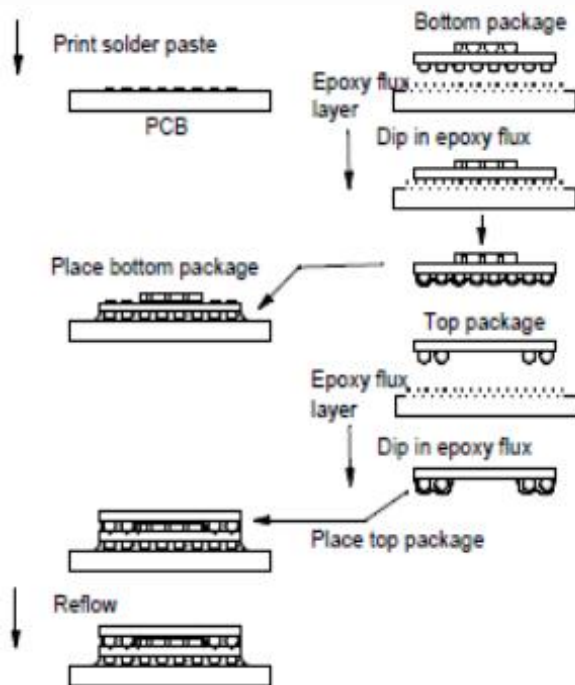 Print solder paste
PCB
Bottom package
Epoxy flux
layer
Dip in epoxy flux
Place bottom package
Top package
Epoxy flux
layer
Dip in epoxy flux
Place top package
Reflow